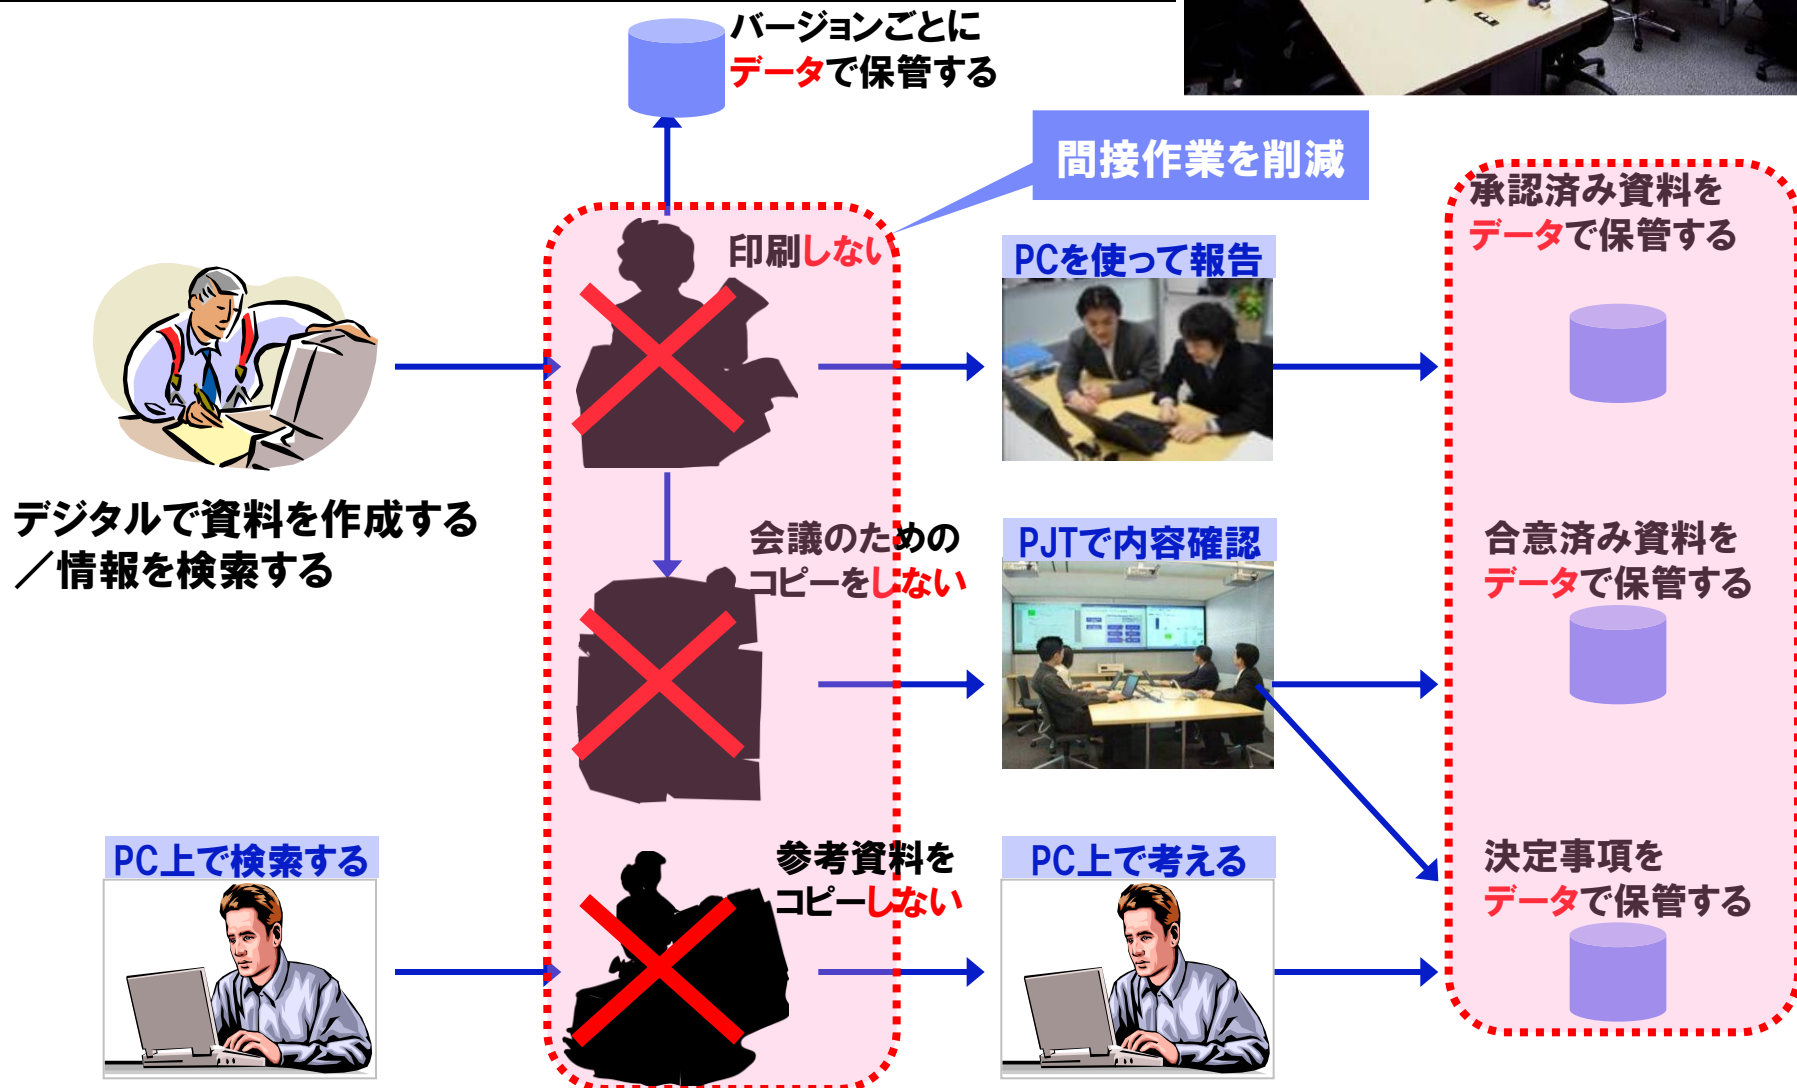 バージョンごとに
データで保管する
間接作業を削減
印刷しない
PCを使って報告
承認済み資料を
データで保管する
デジタルで資料を作成する
／情報を検索する
会議のための
コピーをしない
PJTで内容確認
合意済み資料を
データで保管する
PC上で検索する
参考資料を
コピーしない
PC上で考える
決定事項を
データで保管する